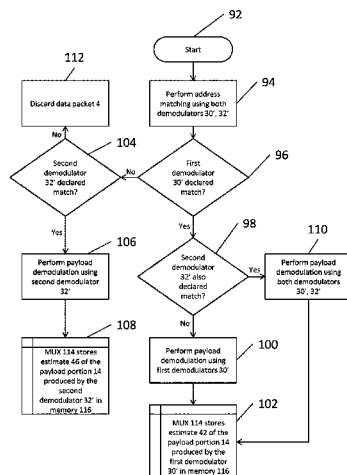 92
Start
112
94
Discard data packet 4
Perform address
matching using both
demodulators 30', 32'
104
No
96
Second
demodulator
32' declared
match?
No
First
demodulator
30' declared
match?
Yes
Yes
98
110
106
Perform payload
demodulation using
second demodulator
32'
Second
demodulator
32' also
declared
match?
Yes
Perform payload
demodulation using
both demodulators
30', 32'
No
108
100
MUX 114 stores
estimate 46 of the
payload portion 14
produced by the
second
demodulator 32' in
memory 116
Perform payload
demodulation using
first demodulators 30'
102
MUX 114 stores
estimate 42 of the
payload portion 14
produced by the
first demodulator
30' in memory 116